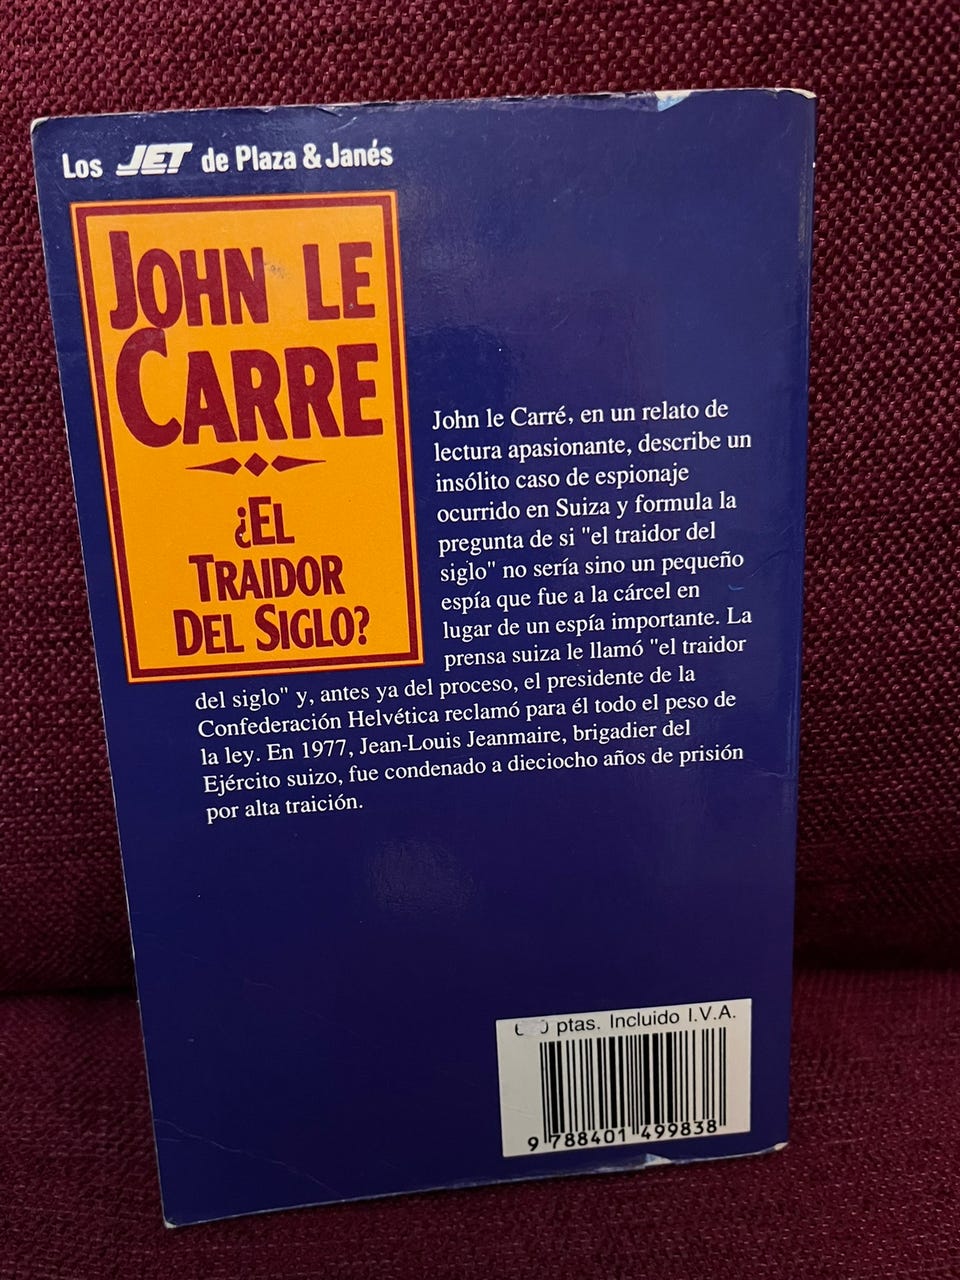 Los JET de Plaza & Janés
JOHN LE
CARRE
¿EL
TRAIDOR
DEL SIGLO?
John le Carré, en un relato de
lectura apasionante, describe un
insólito caso de espionaje
ocurrido en Suiza y formula la
pregunta de si "el traidor del
siglo" no sería sino un pequeño
espía que fue a la cárcel en
lugar de un espía importante. La
prensa suiza le llamó "el traidor
del siglo" y, antes ya del proceso, el presidente de la
Confederación Helvética reclamó para él todo el peso de
la ley. En 1977, Jean-Louis Jeanmaire, brigadier del
Ejército suizo, fue condenado a dieciocho años de prisión
por alta traición.
ptas. Incluido I.V.A.
9 788401 499838